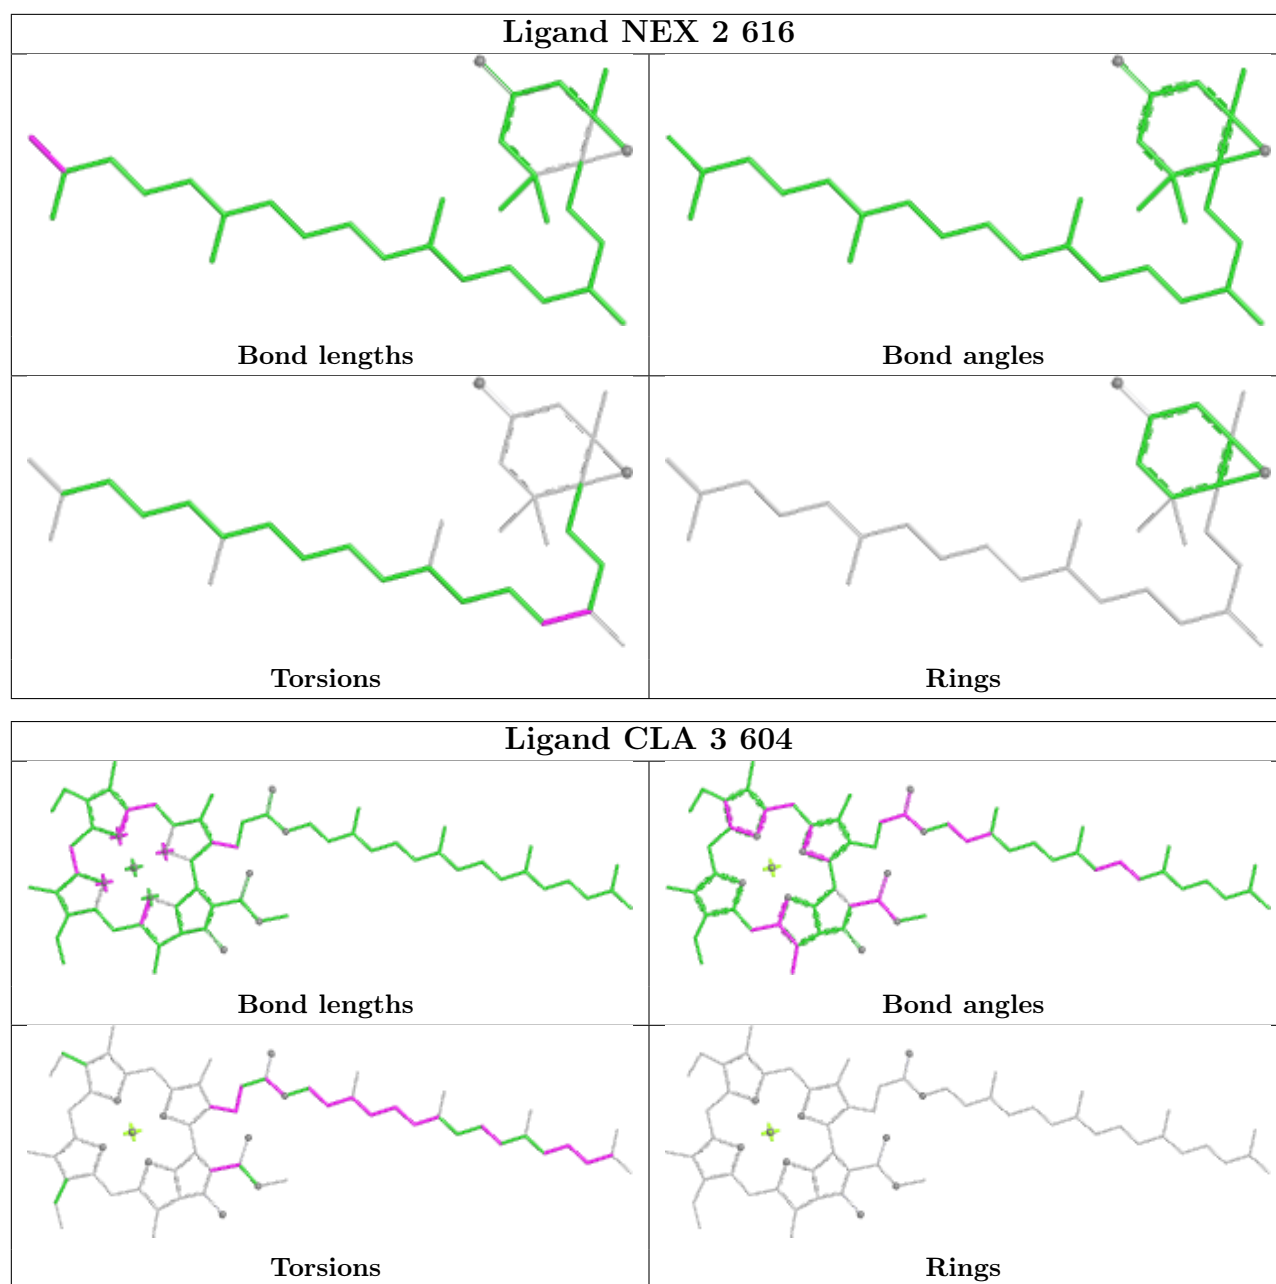 Ligand NEX 2 616
Bond lengths
Bond angles
Torsions
Rings
Ligand CLA 3 604
Bond lengths
Bond angles
Torsions
Rings